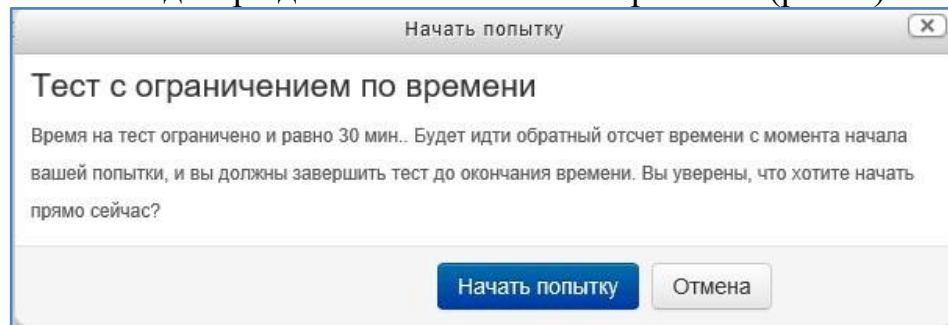 Начать попытку
Тест с ограничением по времени
Время на тест ограничено и равно 30 мин.. Будет идти обратный отсчет времени с момента начала
вашей попытки, и вы должны завершить тест до окончания времени. Вы уверены, что хотите начать
прямо сейчас?
Начать попытку Отмена